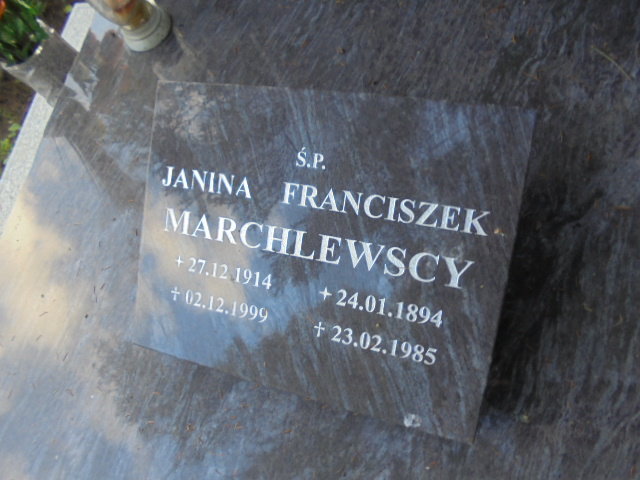 Ś.P.
JANINA FRANCISZEK
MARCHLEWSCY
+ 27.12.1914 + 24.01.1894
† 02.12.1999 † 23.02.1985